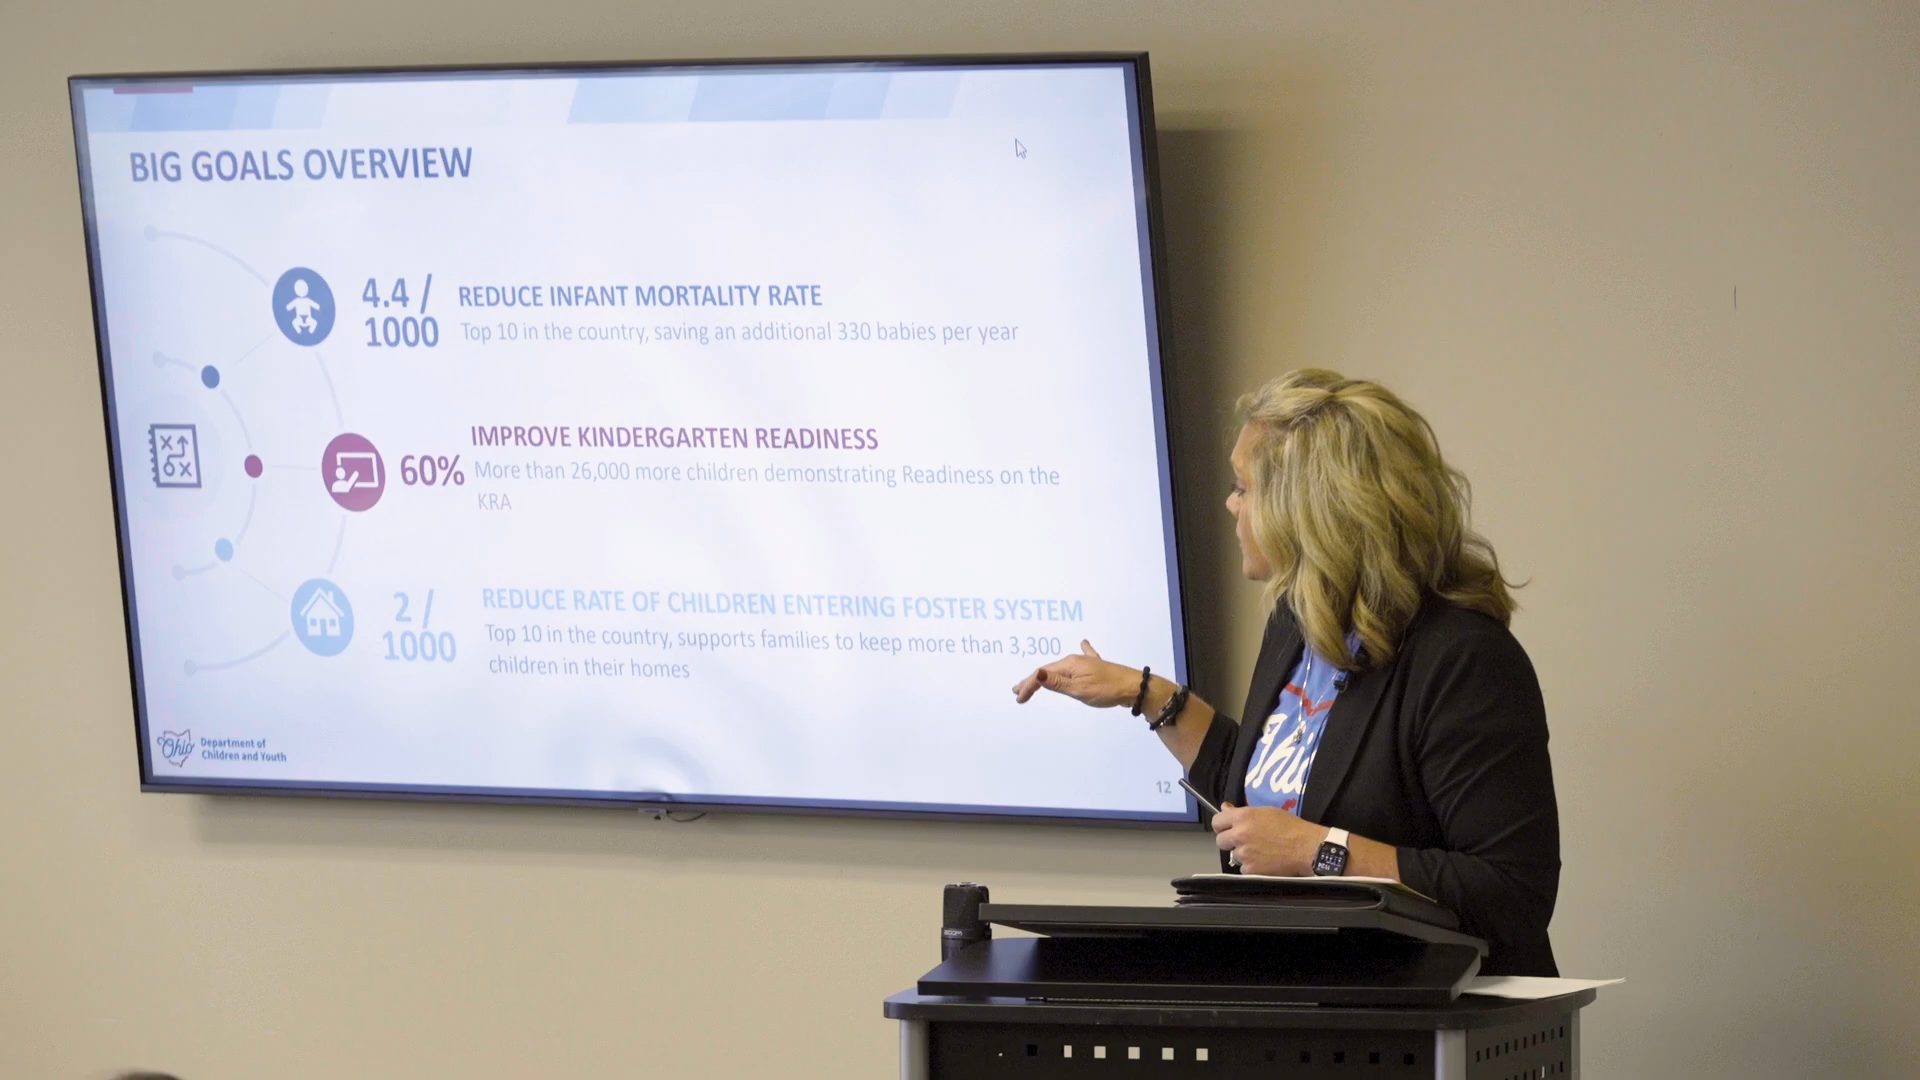 BIG GOALS OVERVIEW
4.4 /
1000
REDUCE INFANT MORTALITY RATE
Top 10 in the country, saving an additional 330 babies per year
60%
IMPROVE KINDERGARTEN READINESS
More than 26,000 more children demonstrating Readiness on the
KRA
2 /
1000
REDUCE RATE OF CHILDREN ENTERING FOSTER SYSTEM
Top 10 in the country, supports families to keep more than 3,300
children in their homes
Ohio
Department of
Children and Youth
12
zoom